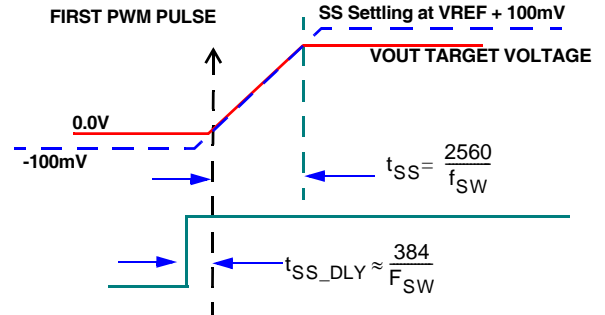 FIRST PWM PULSE
SS Settling at VREF + 100mV
VOUT TARGET VOLTAGE
0.0V
-100mV
tSS = 2560 / fSW
tSS_DLY ≈ 384 / FSW